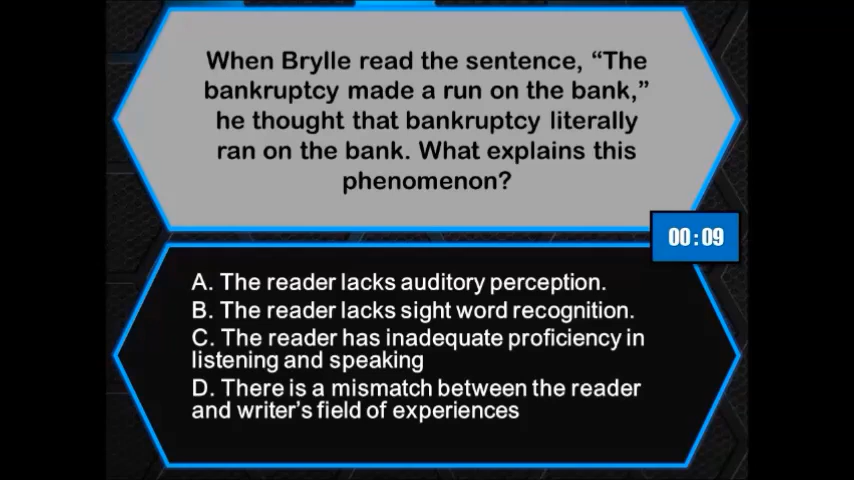 When Brylle read the sentence, “The
bankruptcy made a run on the bank,”
he thought that bankruptcy literally
ran on the bank. What explains this
phenomenon?
00:09
A. The reader lacks auditory perception.
B. The reader lacks sight word recognition.
C. The reader has inadequate proficiency in
listening and speaking
D. There is a mismatch between the reader
and writer’s field of experiences